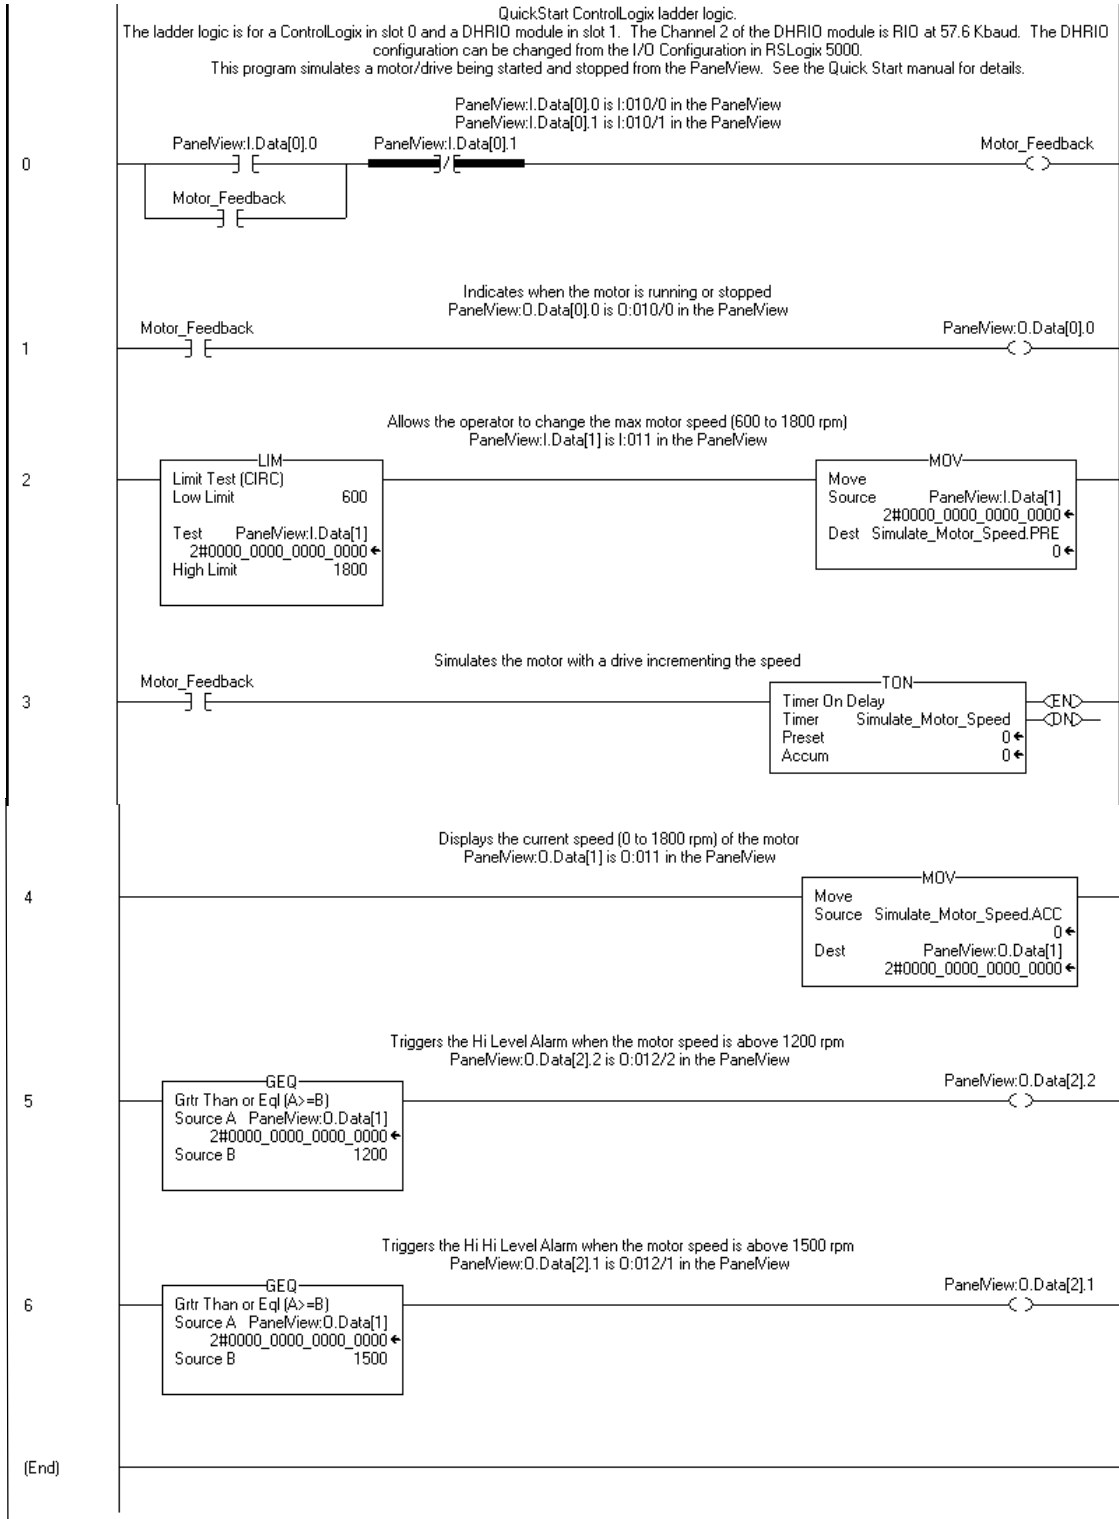 QuickStart ControlLogix ladder logic.
The ladder logic is for a ControlLogix in slot 0 and a DHRIO module in slot 1. The Channel 2 of the DHRIO module is RIO at 57.6 Kbaud. The DHRIO
configuration can be changed from the I/O Configuration in RSLogix 5000.
This program simulates a motor/drive being started and stopped from the PanelView. See the Quick Start manual for details.
PanelView:I.Data[0].0 is I:010/0 in the PanelView
PanelView:I.Data[0].1 is I:010/1 in the PanelView
PanelView:I.Data[0].0 PanelView:I.Data[0].1 Motor_Feedback
0
Motor_Feedback
Indicates when the motor is running or stopped
PanelView:O.Data[0].0 is O:010/0 in the PanelView
Motor_Feedback PanelView:O.Data[0].0
1
Allows the operator to change the max motor speed (600 to 1800 rpm)
PanelView:I.Data[1] is I:011 in the PanelView
2
LIM
Limit Test (CIRC)
Low Limit 600
Test PanelView:I.Data[1]
2#0000_0000_0000_0000
High Limit 1800
MOV
Move
Source PanelView:I.Data[1]
2#0000_0000_0000_0000
Dest Simulate_Motor_Speed.PRE
0
Simulates the motor with a drive incrementing the speed
Motor_Feedback
3
TON
Timer On Delay
Timer Simulate_Motor_Speed
Preset 0
Accum 0
EN
DN
Displays the current speed (0 to 1800 rpm) of the motor
PanelView:O.Data[1] is O:011 in the PanelView
4
MOV
Move
Source Simulate_Motor_Speed.ACC
0
Dest PanelView:O.Data[1]
2#0000_0000_0000_0000
Triggers the Hi Level Alarm when the motor speed is above 1200 rpm
PanelView:O.Data[2].2 is O:012/2 in the PanelView
PanelView:O.Data[2].2
5
GEQ
Grtr Than or Eql (A>=B)
Source A PanelView:O.Data[1]
2#0000_0000_0000_0000
Source B 1200
Triggers the Hi Hi Level Alarm when the motor speed is above 1500 rpm
PanelView:O.Data[2].1 is O:012/1 in the PanelView
PanelView:O.Data[2].1
6
GEQ
Grtr Than or Eql (A>=B)
Source A PanelView:O.Data[1]
2#0000_0000_0000_0000
Source B 1500
(End)